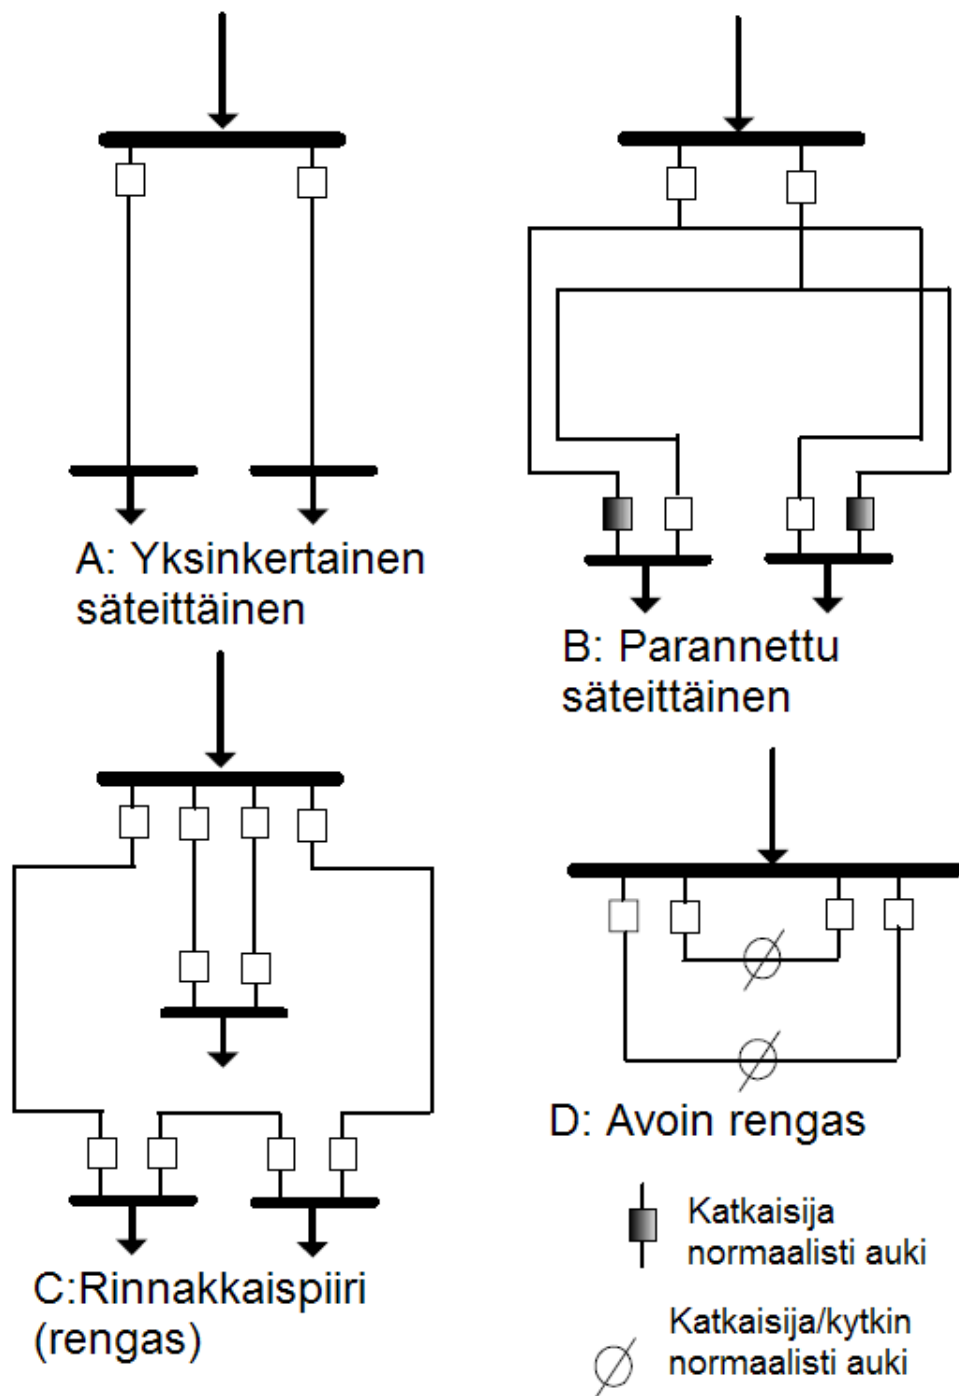 A: Yksinkertainen
säteittäinen
B: Parannettu
säteittäinen
C:Rinnakkaispiiri
(rengas)
D: Avoin rengas
Katkaisija
normaalisti auki
Katkaisija/kytkin
normaalisti auki